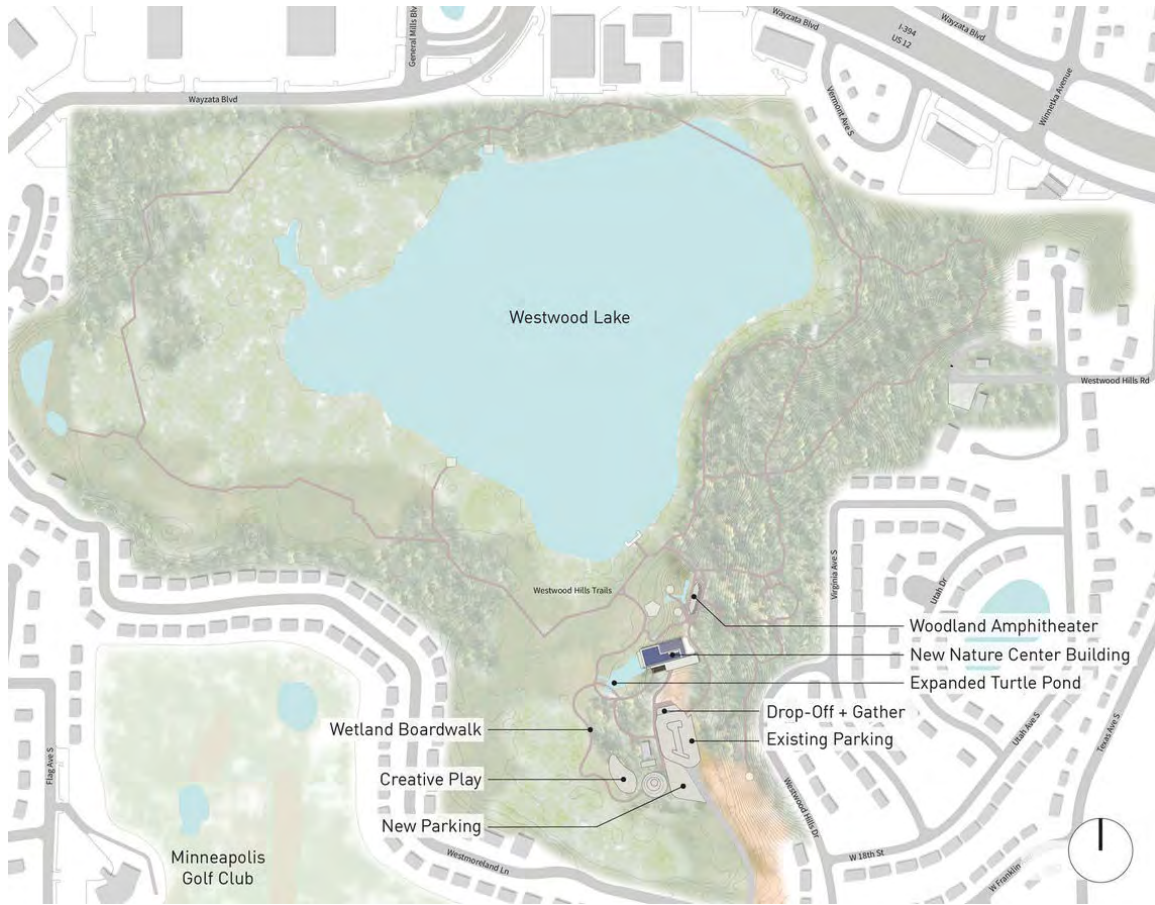 General Mills Blv
Wayzata Blvd
I-394
US 12
Wayzata Blvd
Wayzata Blvd
Vermont Ave S
Winnetka Avenue
Westwood Lake
Westwood Hills Rd
Virginia Ave S
Utah Dr
Westwood Hills Trails
Woodland Amphitheater
New Nature Center Building
Expanded Turtle Pond
Drop-Off + Gather
Existing Parking
Wetland Boardwalk
Creative Play
New Parking
Flag Ave S
Utah Ave S
Texas Ave S
Westwood Hills Dr
W 18th St
W Franklin
Westmoreland Ln
Minneapolis
Golf Club